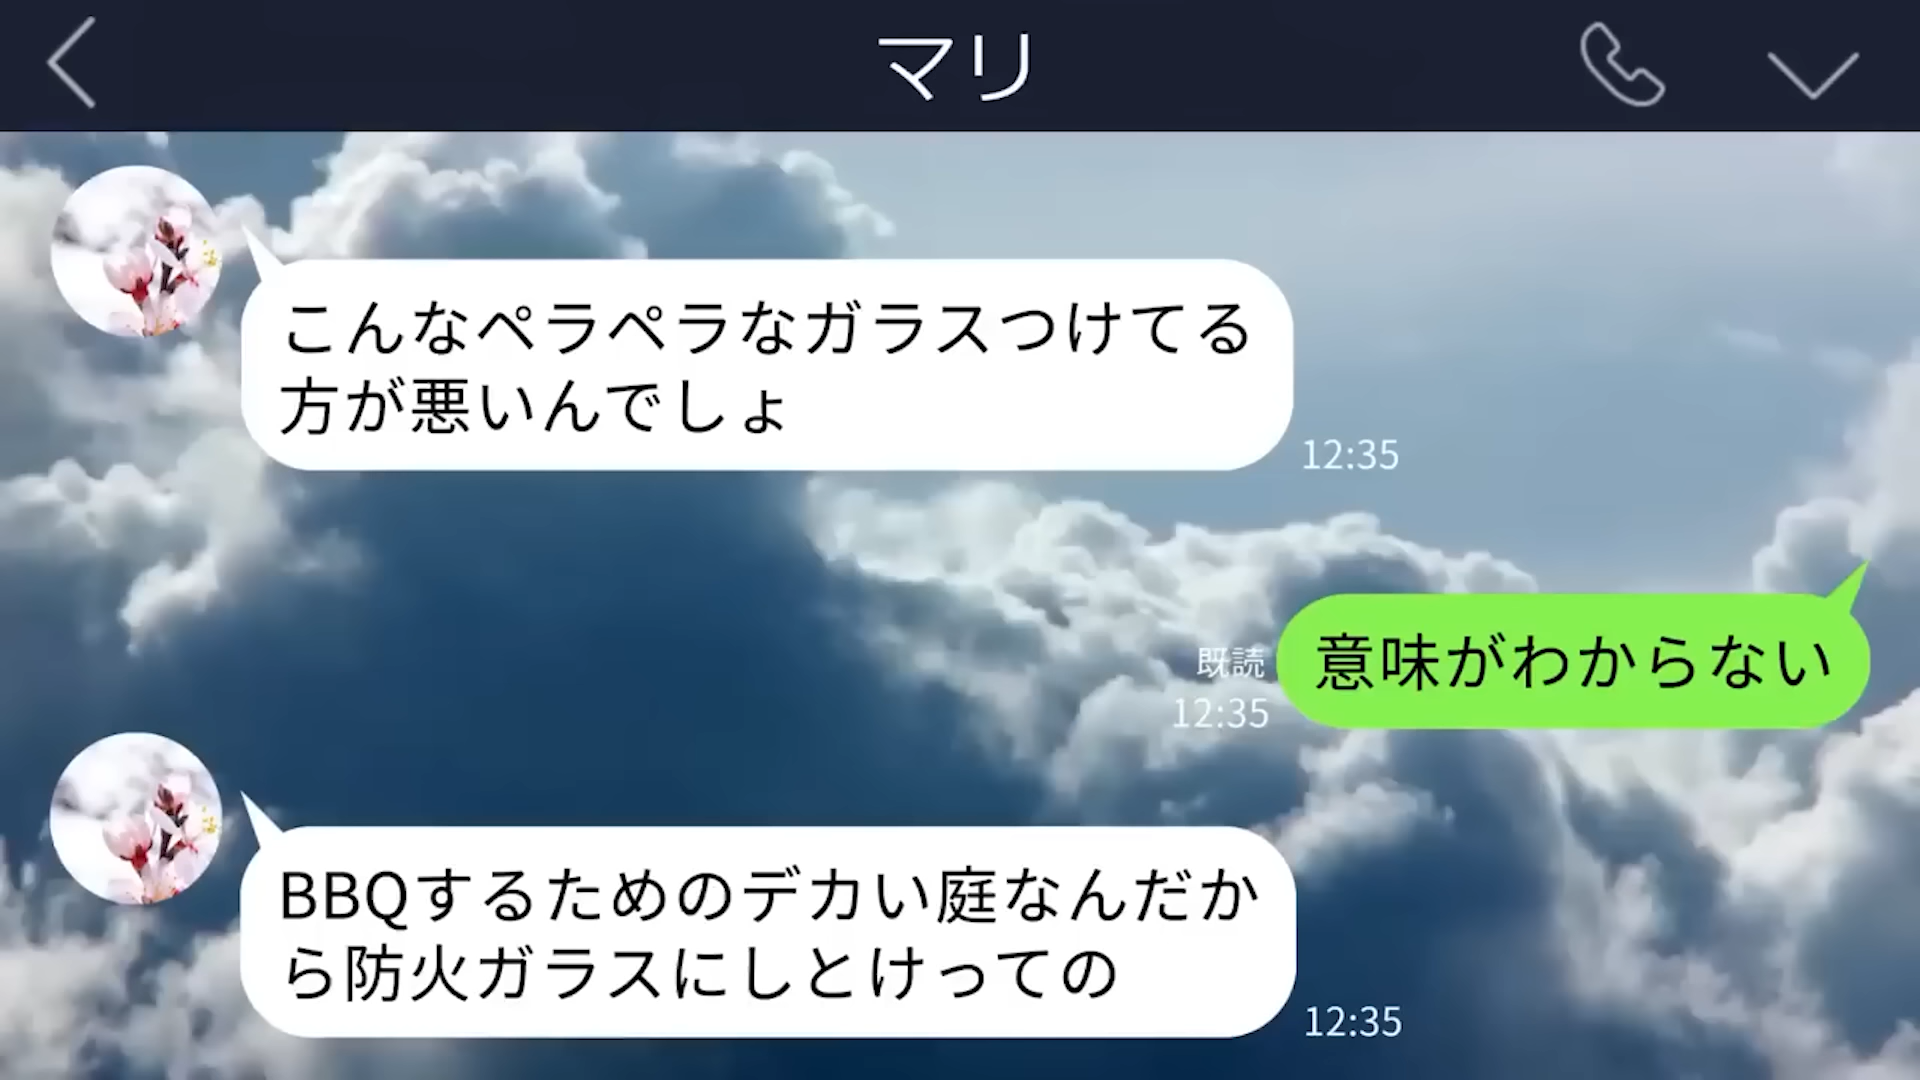 マリ
こんなペラペラなガラスつけてる
方が悪いんでしょ
12:35
意味がわからない
既読
12:35
BBQするためのデカい庭なんだか
ら防火ガラスにしとけっての
12:35